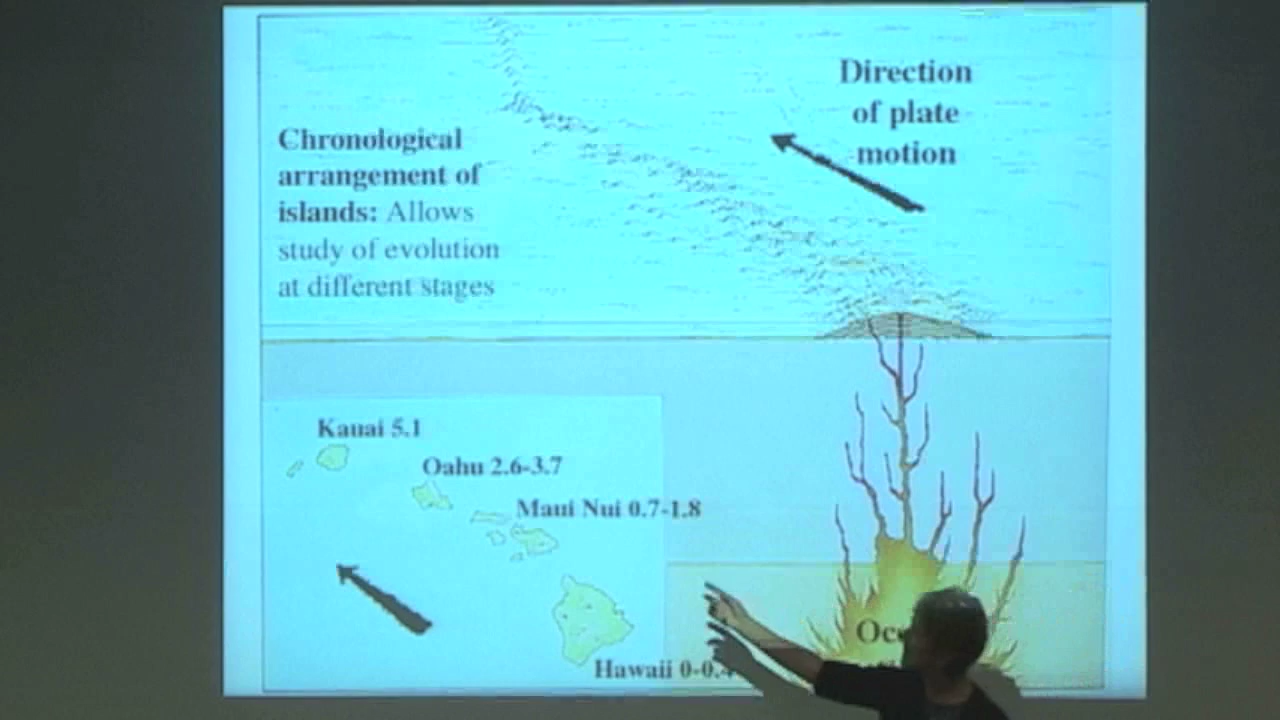 Direction
of plate
motion
Chronological
arrangement of
islands: Allows
study of evolution
at different stages
Kauai 5.1
Oahu 2.6-3.7
Maui Nui 0.7-1.8
Hawaii 0-0.4